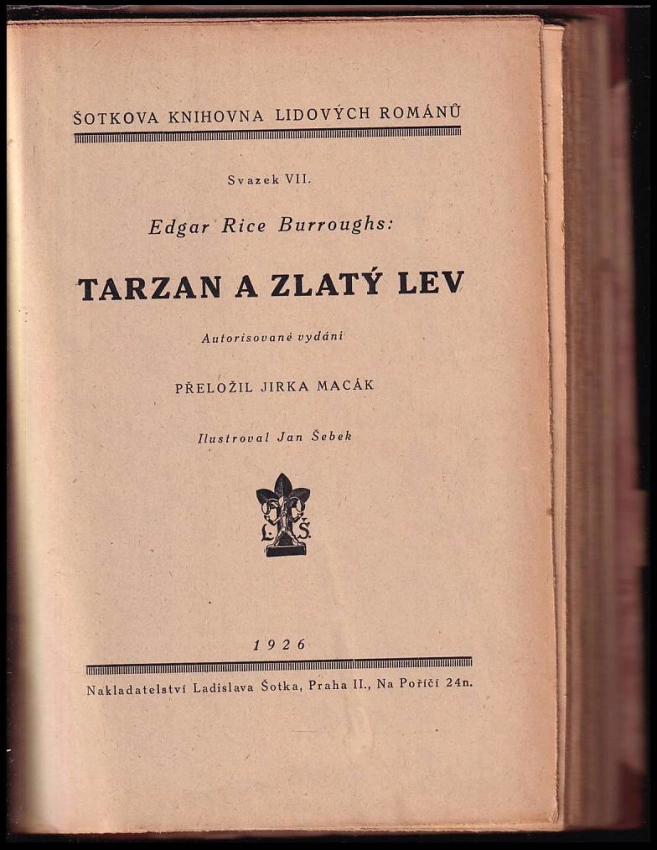 ŠOTKOVA KNIHOVNA LIDOVÝCH ROMÁNŮ
Svazek VII.
Edgar Rice Burroughs:
TARZAN A ZLATÝ LEV
Autorisované vydání
PŘELOŽIL JIRKA MACÁK
Ilustroval Jan Šebek
L. Š.
1926
Nakladatelství Ladislava Šotka, Praha II., Na Poříčí 24n.